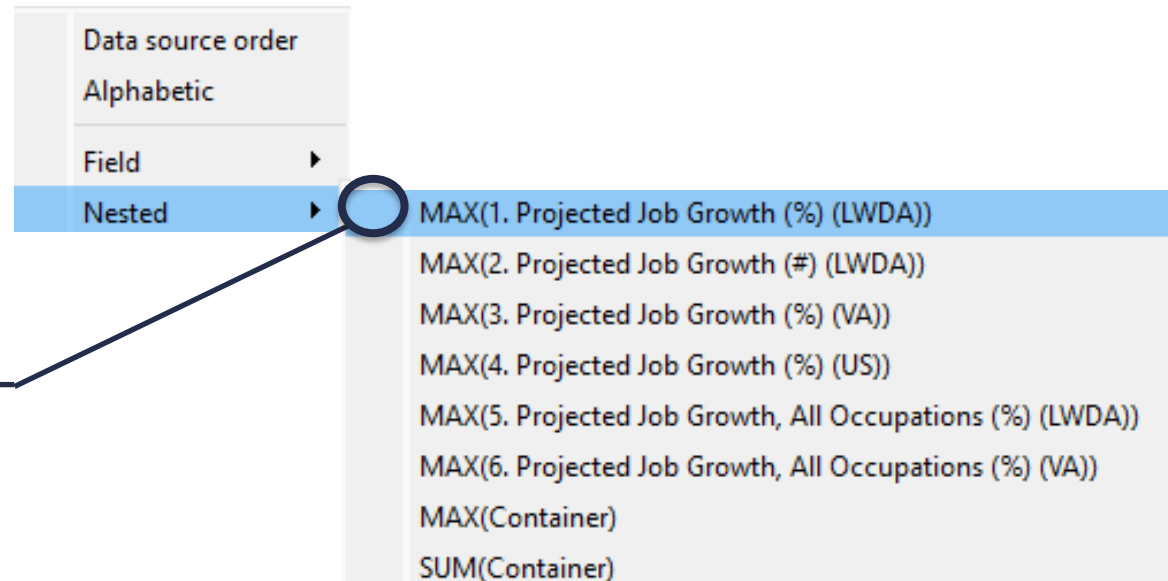 Data source order
Alphabetic
Field
Nested
MAX(1. Projected Job Growth (%) (LWDA))
MAX(2. Projected Job Growth (#) (LWDA))
MAX(3. Projected Job Growth (%) (VA))
MAX(4. Projected Job Growth (%) (US))
MAX(5. Projected Job Growth, All Occupations (%) (LWDA))
MAX(6. Projected Job Growth, All Occupations (%) (VA))
MAX(Container)
SUM(Container)